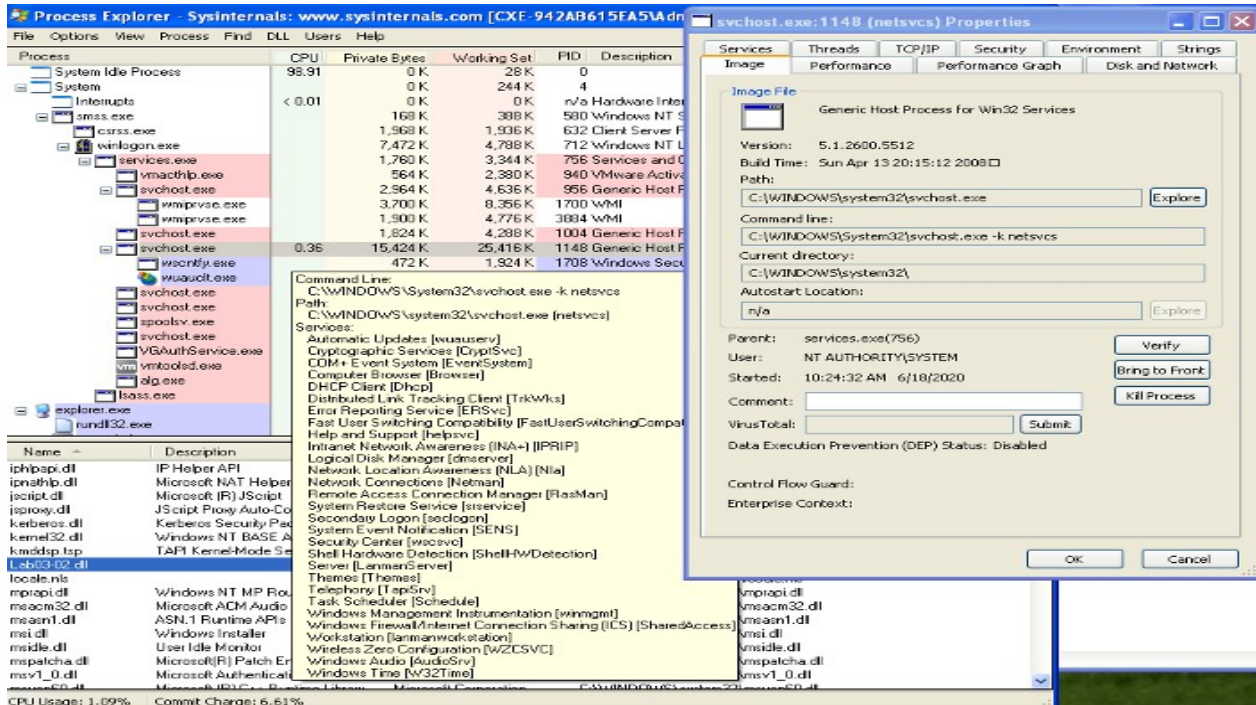 Process Explorer - Sysinternals: www.sysinternals.com [CXE-942AB615EA5\Adm
File Options View Process Find DLL Users Help
Process CPU Private Bytes Working Set PID Description
System Idle Process 98.91 0 K 28 K 0
System 0 K 244 K 4
Interrupts < 0.01 0 K 0 K n/a Hardware Inter
smss.exe 168 K 388 K 580 Windows NT S
csrss.exe 1,968 K 1,936 K 632 Client Server R
winlogon.exe 7,472 K 4,788 K 712 Windows NT L
services.exe 1,760 K 3,344 K 756 Services and C
vmacthlp.exe 564 K 2,380 K 940 VMware Activa
svchost.exe 2,964 K 4,636 K 956 Generic Host P
wmiprvse.exe 3,700 K 8,356 K 1700 WMI
wmiprvse.exe 1,900 K 4,776 K 3884 WMI
svchost.exe 1,824 K 4,288 K 1004 Generic Host P
svchost.exe 0.36 15,424 K 25,416 K 1148 Generic Host P
wscntfy.exe 472 K 1,924 K 1708 Windows Secu
wuauclt.exe
svchost.exe
svchost.exe
spoolsv.exe
svchost.exe
VGAuthService.exe
vmtoolsd.exe
alg.exe
lsass.exe
explorer.exe
rundll32.exe
Command Line:
C:\WINDOWS\System32\svchost.exe -k netsvcs
Path:
C:\WINDOWS\system32\svchost.exe (netsvcs)
Services:
Automatic Updates [wuauserv]
Cryptographic Services [CryptSvc]
COM+ Event System [EventSystem]
Computer Browser [Browser]
DHCP Client [Dhcp]
Distributed Link Tracking Client [TrkWks]
Error Reporting Service [ERSvc]
Fast User Switching Compatibility [FastUserSwitchingCompat
Help and Support [helpsvc]
Intranet Network Awareness (INA+) [IPRIP]
Logical Disk Manager [dmserver]
Network Location Awareness (NLA) [Nla]
Network Connections [Netman]
Remote Access Connection Manager [RasMan]
System Restore Service [srservice]
Secondary Logon [seclogon]
System Event Notification [SENS]
Security Center [wscsvc]
Shell Hardware Detection [ShellHWDetection]
Server [LanmanServer]
Themes [Themes]
Telephony [TapiSrv]
Task Scheduler [Schedule]
Windows Management Instrumentation [winmgmt]
Windows Firewall/Internet Connection Sharing (ICS) [SharedAccess]
Workstation [lanmanworkstation]
Wireless Zero Configuration [WZCSVC]
Windows Audio [AudioSrv]
Windows Time [W32Time]
Name Description
iphlpapi.dll IP Helper API
ipnathlp.dll Microsoft NAT Helper
jscript.dll Microsoft (R) JScript
jsproxy.dll JScript Proxy Auto-Co
kerberos.dll Kerberos Security Pac
kernel32.dll Windows NT BASE A
kmddsp.tsp TAPI Kernel-Mode Se
Lab03-02.dll
locale.nls
mprapi.dll Windows NT MP Rou \mprapi.dll
msacm32.dll Microsoft ACM Audio \msacm32.dll
msasn1.dll ASN.1 Runtime APIs \msasn1.dll
msi.dll Windows Installer \msi.dll
msidle.dll User Idle Monitor \msidle.dll
mspatcha.dll Microsoft(R) Patch En \mspatcha.dll
msv1_0.dll Microsoft Authenticati \msv1_0.dll
CPU Usage: 1.09% Commit Charge: 6.61%
svchost.exe:1148 (netsvcs) Properties
Services Threads TCP/IP Security Environment Strings
Image Performance Performance Graph Disk and Network
Image File
Generic Host Process for Win32 Services
Version: 5.1.2600.5512
Build Time: Sun Apr 13 20:15:12 2008
Path:
C:\WINDOWS\system32\svchost.exe Explore
Command line:
C:\WINDOWS\System32\svchost.exe -k netsvcs
Current directory:
C:\WINDOWS\system32\
Autostart Location:
n/a Explore
Parent: services.exe(756) Verify
User: NT AUTHORITY\SYSTEM
Bring to Front
Started: 10:24:32 AM 6/18/2020
Kill Process
Comment:
VirusTotal: Submit
Data Execution Prevention (DEP) Status: Disabled
Control Flow Guard:
Enterprise Context:
OK Cancel